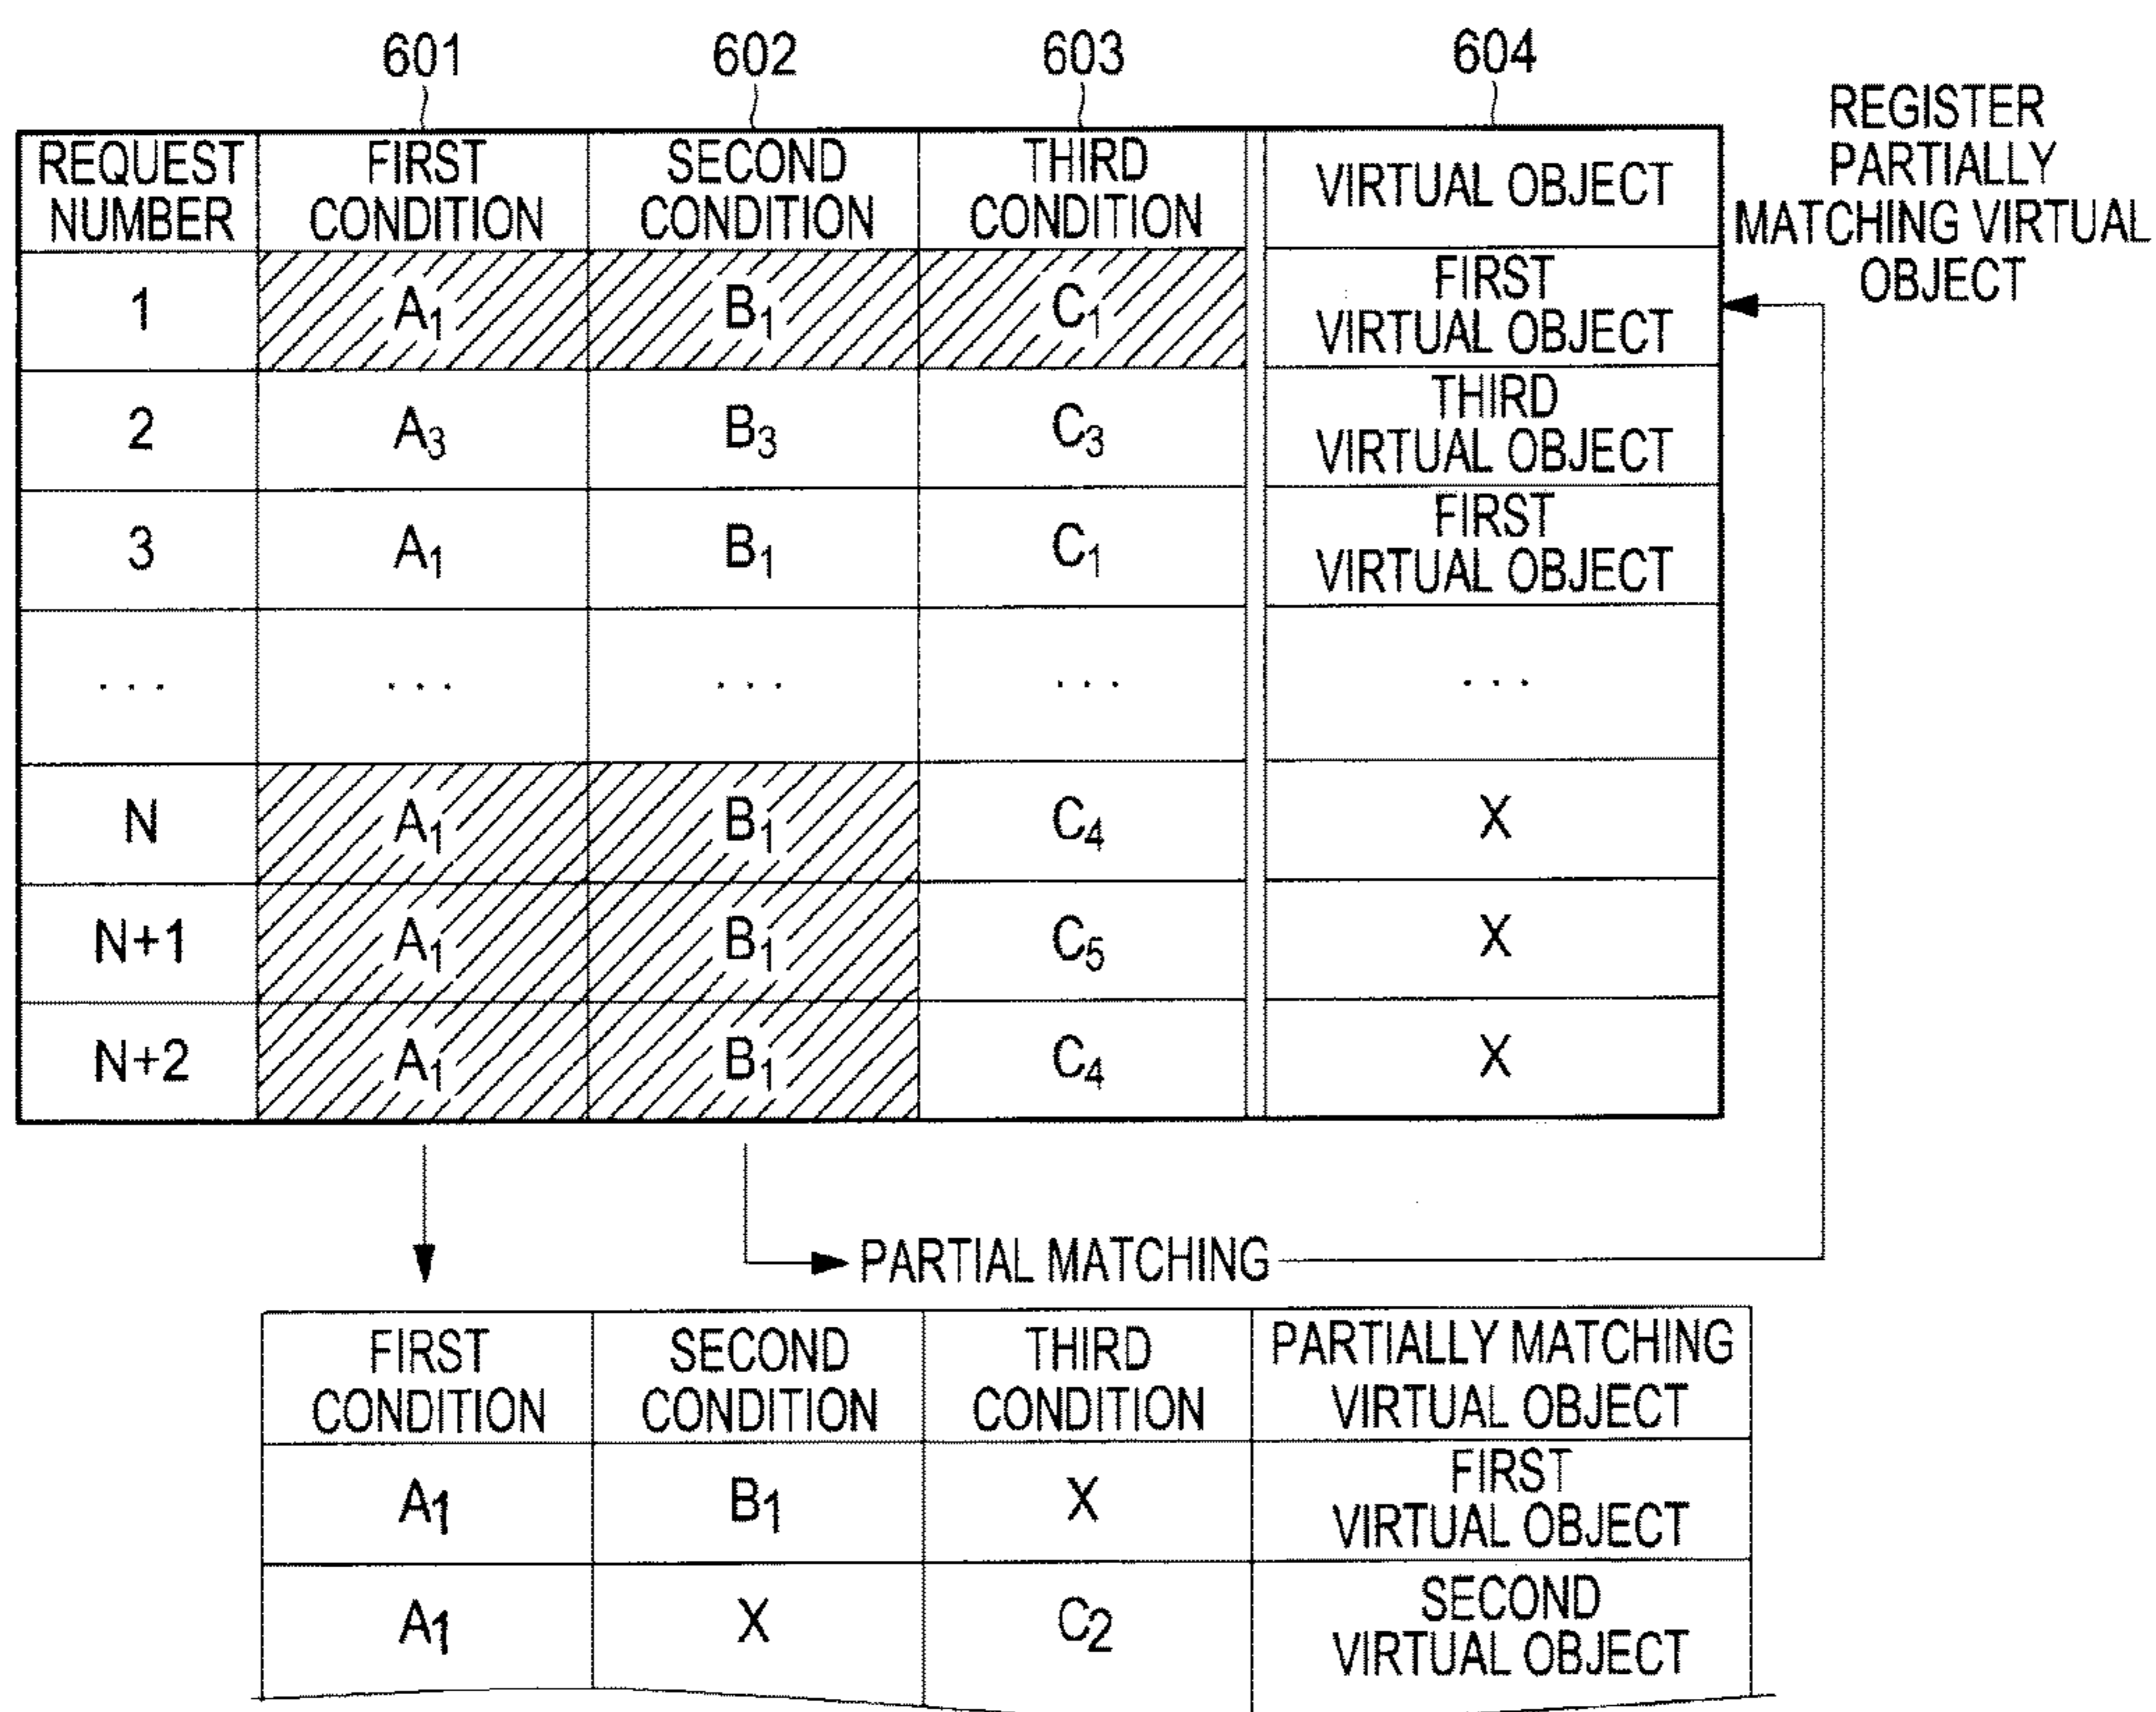 601 602 603 604
REGISTER
PARTIALLY
MATCHING VIRTUAL
OBJECT
REQUEST NUMBER FIRST CONDITION SECOND CONDITION THIRD CONDITION VIRTUAL OBJECT
1 A1 B1 C1 FIRST VIRTUAL OBJECT
2 A3 B3 C3 THIRD VIRTUAL OBJECT
3 A1 B1 C1 FIRST VIRTUAL OBJECT
... ... ... ... ...
N A1 B1 C4 X
N+1 A1 B1 C5 X
N+2 A1 B1 C4 X
PARTIAL MATCHING
FIRST CONDITION SECOND CONDITION THIRD CONDITION PARTIALLY MATCHING VIRTUAL OBJECT
A1 B1 X FIRST VIRTUAL OBJECT
A1 X C2 SECOND VIRTUAL OBJECT